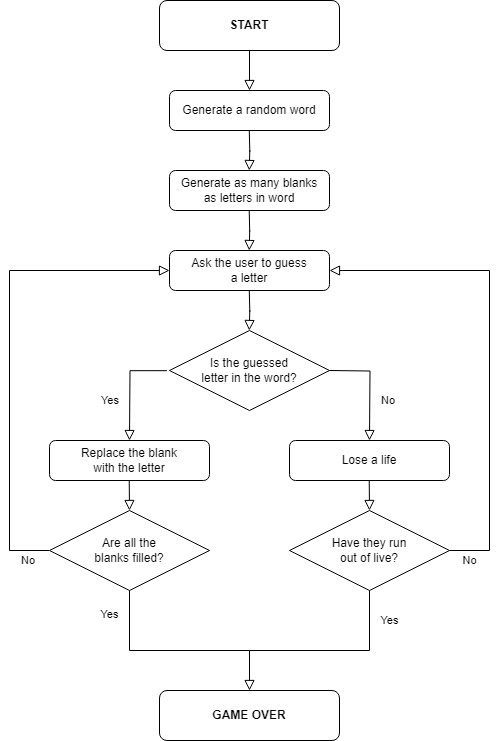 START
Generate a random word
Generate as many blanks
as letters in word
Ask the user to guess
a letter
Is the guessed
letter in the word?
Yes
No
Replace the blank
with the letter
Lose a life
Are all the
blanks filled?
Have they run
out of live?
No
No
Yes
Yes
GAME OVER